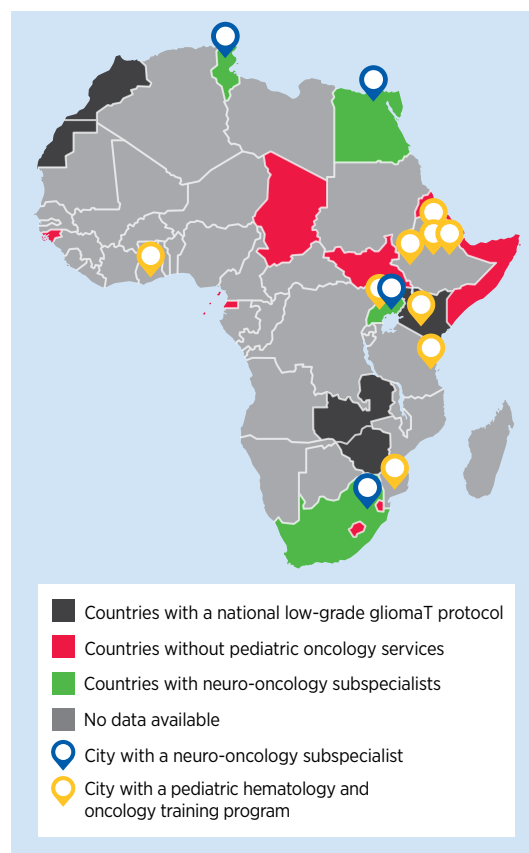 Countries with a national low-grade gliomaT protocol
Countries without pediatric oncology services
Countries with neuro-oncology subspecialists
No data available
City with a neuro-oncology subspecialist
City with a pediatric hematology and
oncology training program